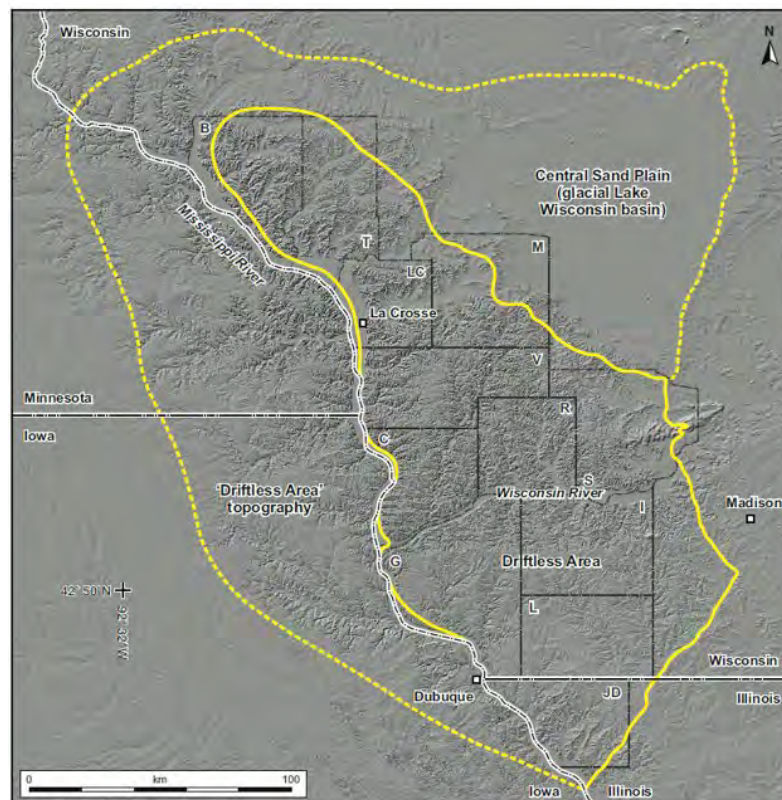 Wisconsin
N
B
Central Sand Plain
(glacial Lake
Wisconsin basin)
Mississippi River
T
M
LC
La Crosse
V
Minnesota
Iowa
R
C
'Driftless Area'
topography
S
Wisconsin River
I
Madison
G
Driftless Area
42° 50' N
92° 02' W
L
Wisconsin
Dubuque
JD
Illinois
0
km
100
Iowa
Illinois